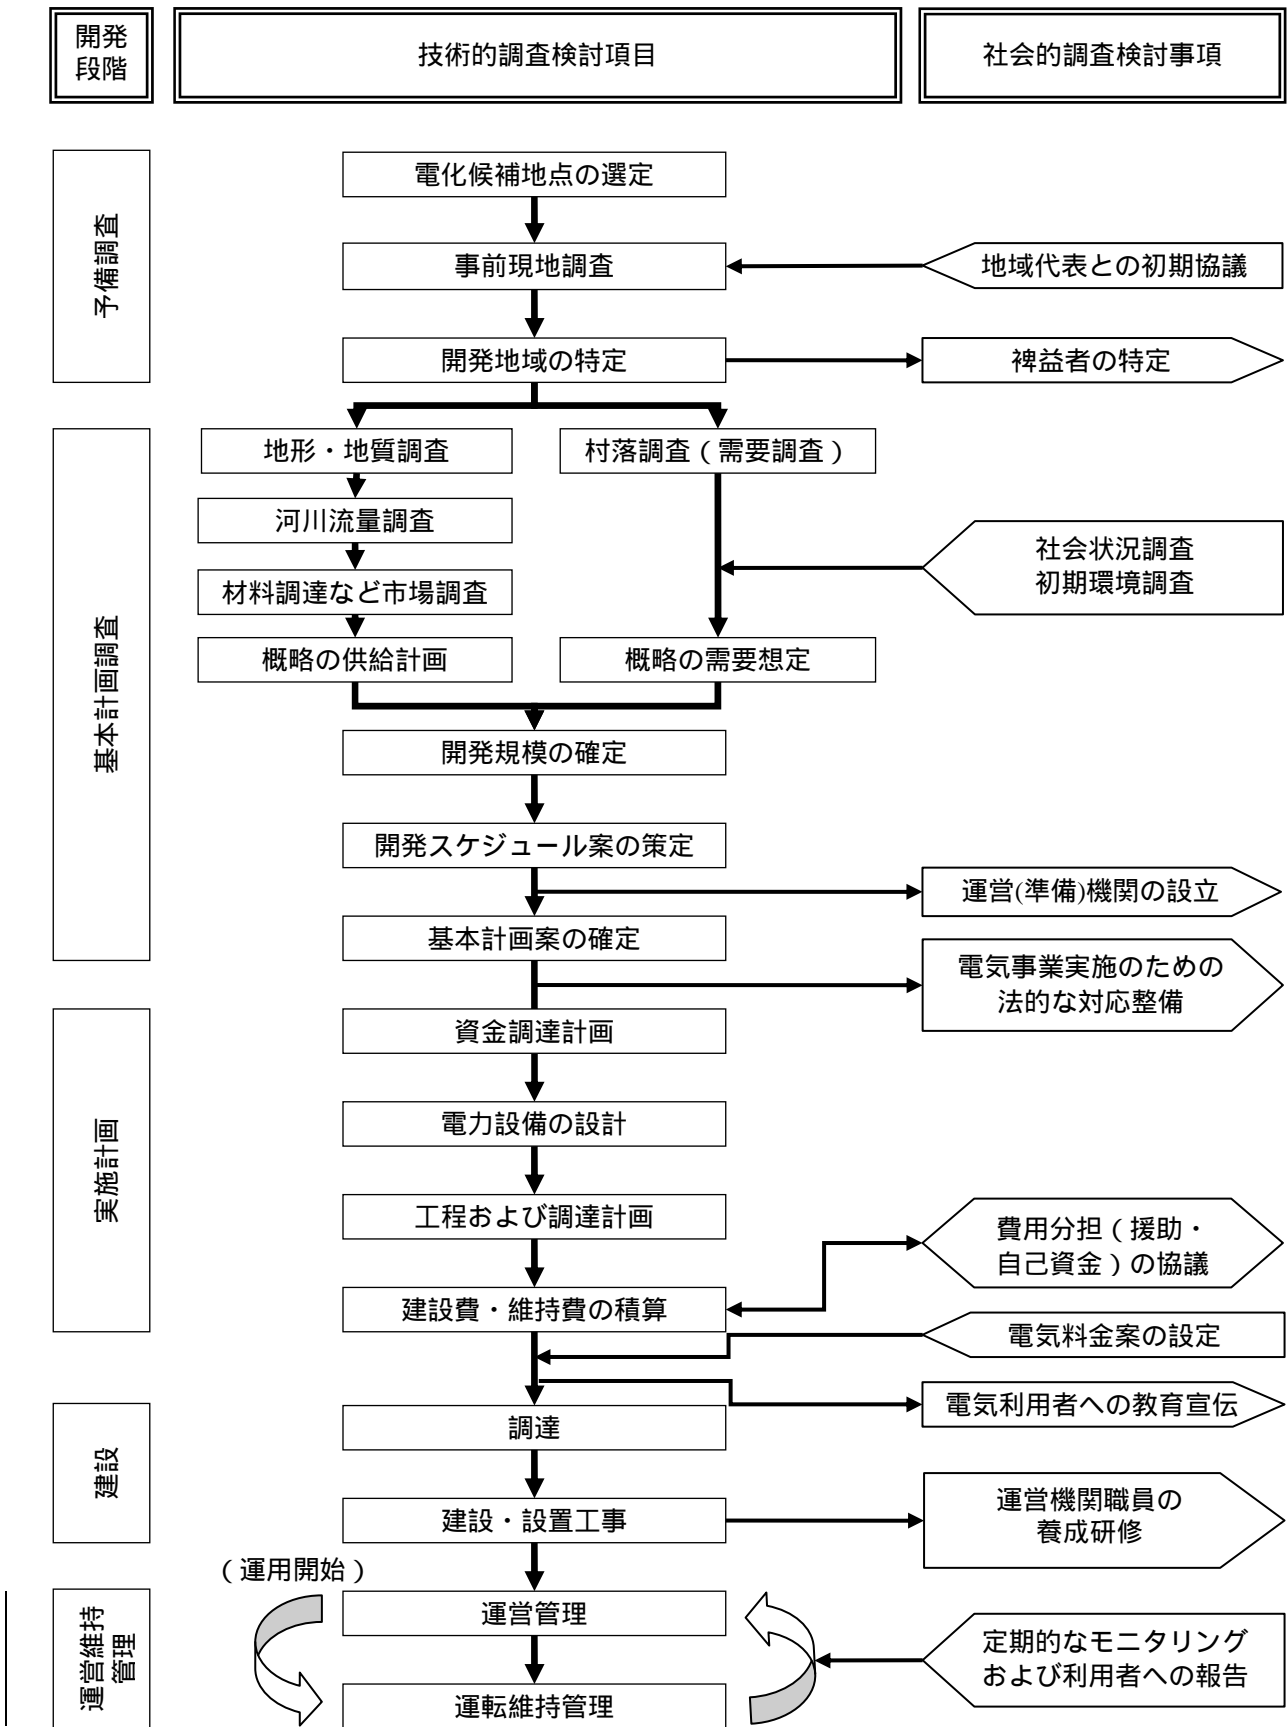 開発
段階
技術的調査検討項目
社会的調査検討事項
予備調査
電化候補地点の選定
事前現地調査
地域代表との初期協議
開発地域の特定
裨益者の特定
基本計画調査
地形・地質調査
村落調査（需要調査）
河川流量調査
材料調達など市場調査
社会状況調査
初期環境調査
概略の供給計画
概略の需要想定
開発規模の確定
開発スケジュール案の策定
運営(準備)機関の設立
基本計画案の確定
電気事業実施のための
法的な対応整備
実施計画
資金調達計画
電力設備の設計
工程および調達計画
費用分担（援助・
自己資金）の協議
建設費・維持費の積算
電気料金案の設定
電気利用者への教育宣伝
建設
調達
建設・設置工事
運営機関職員の
養成研修
（運用開始）
運営維持
管理
運営管理
定期的なモニタリング
および利用者への報告
運転維持管理